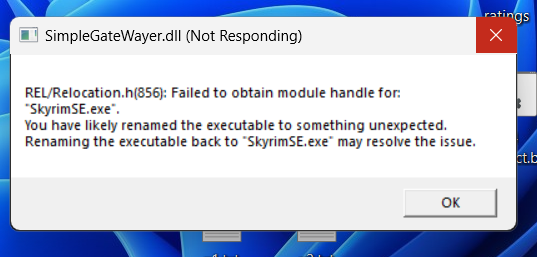 ratings
SimpleGateWayer.dll (Not Responding)
REL/Relocation.h(856): Failed to obtain module handle for:
"SkyrimSE.exe".
You have likely renamed the executable to something unexpected.
Renaming the executable back to "SkyrimSE.exe" may resolve the issue.
OK